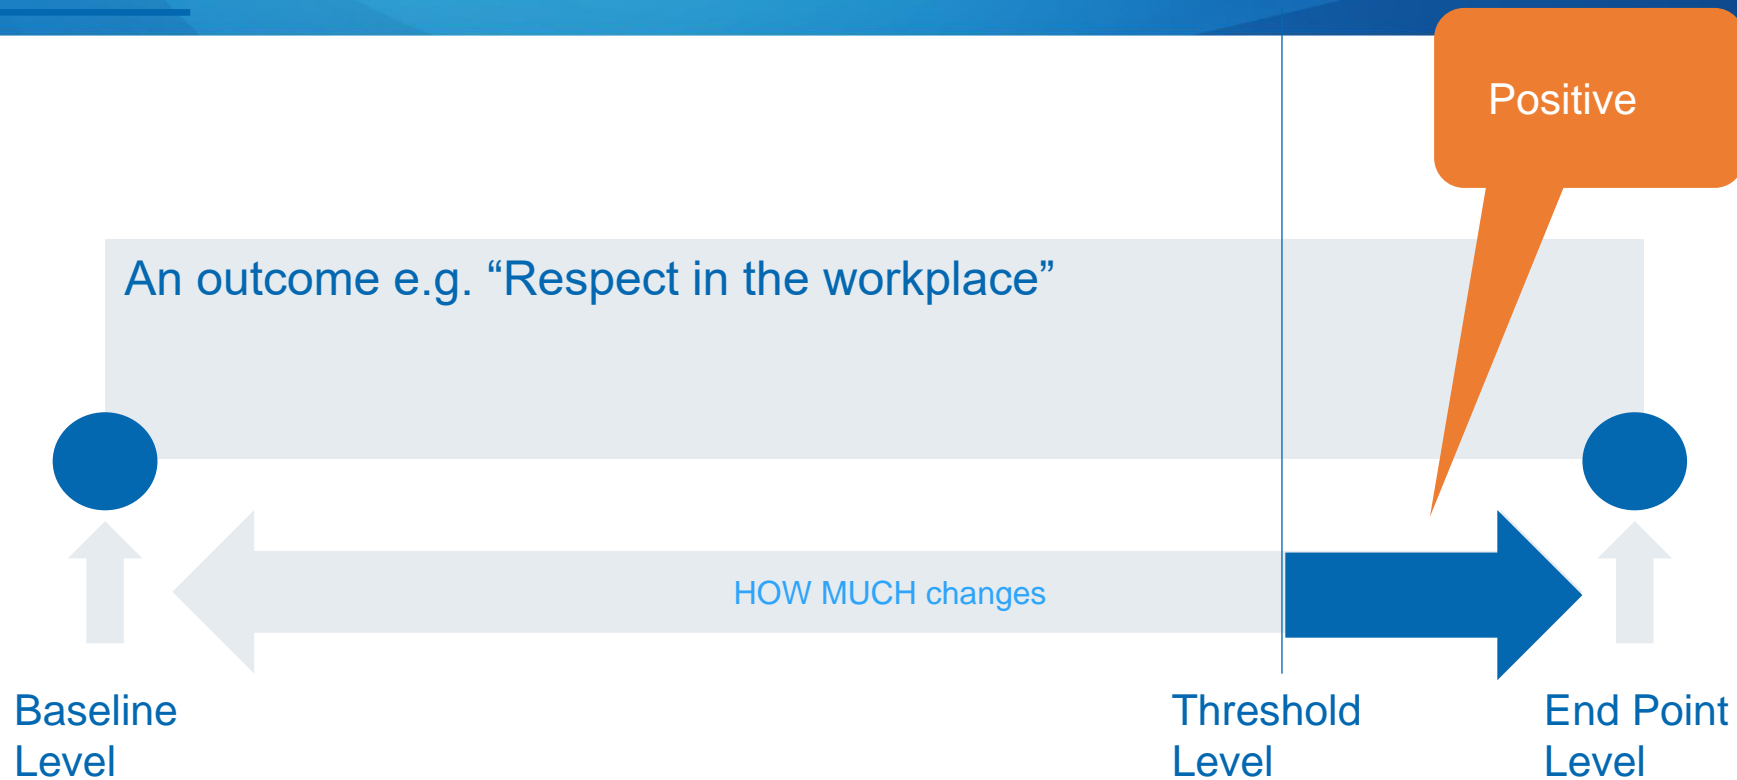 Positive
An outcome e.g. “Respect in the workplace”
HOW MUCH changes
Baseline
Level
Threshold
Level
End Point
Level